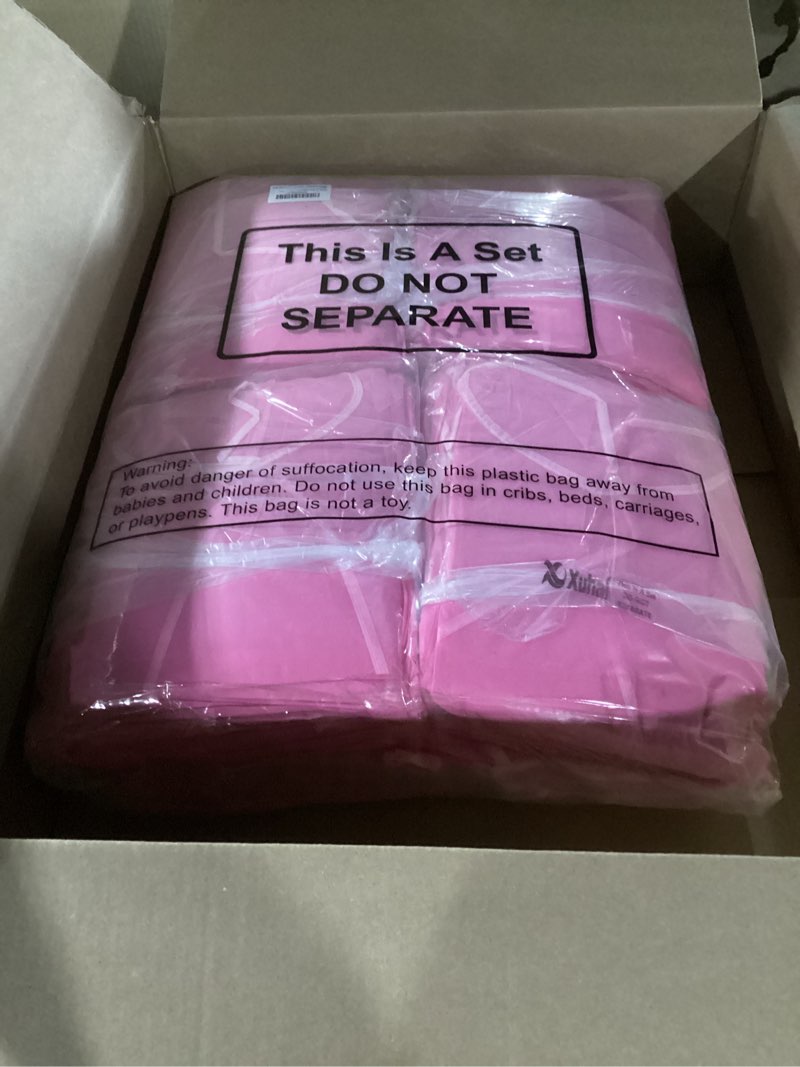 This Is A Set
DO NOT
SEPARATE
Warning:
To avoid danger of suffocation, keep this plastic bag away from
babies and children. Do not use this bag in cribs, beds, carriages,
or playpens. This bag is not a toy.